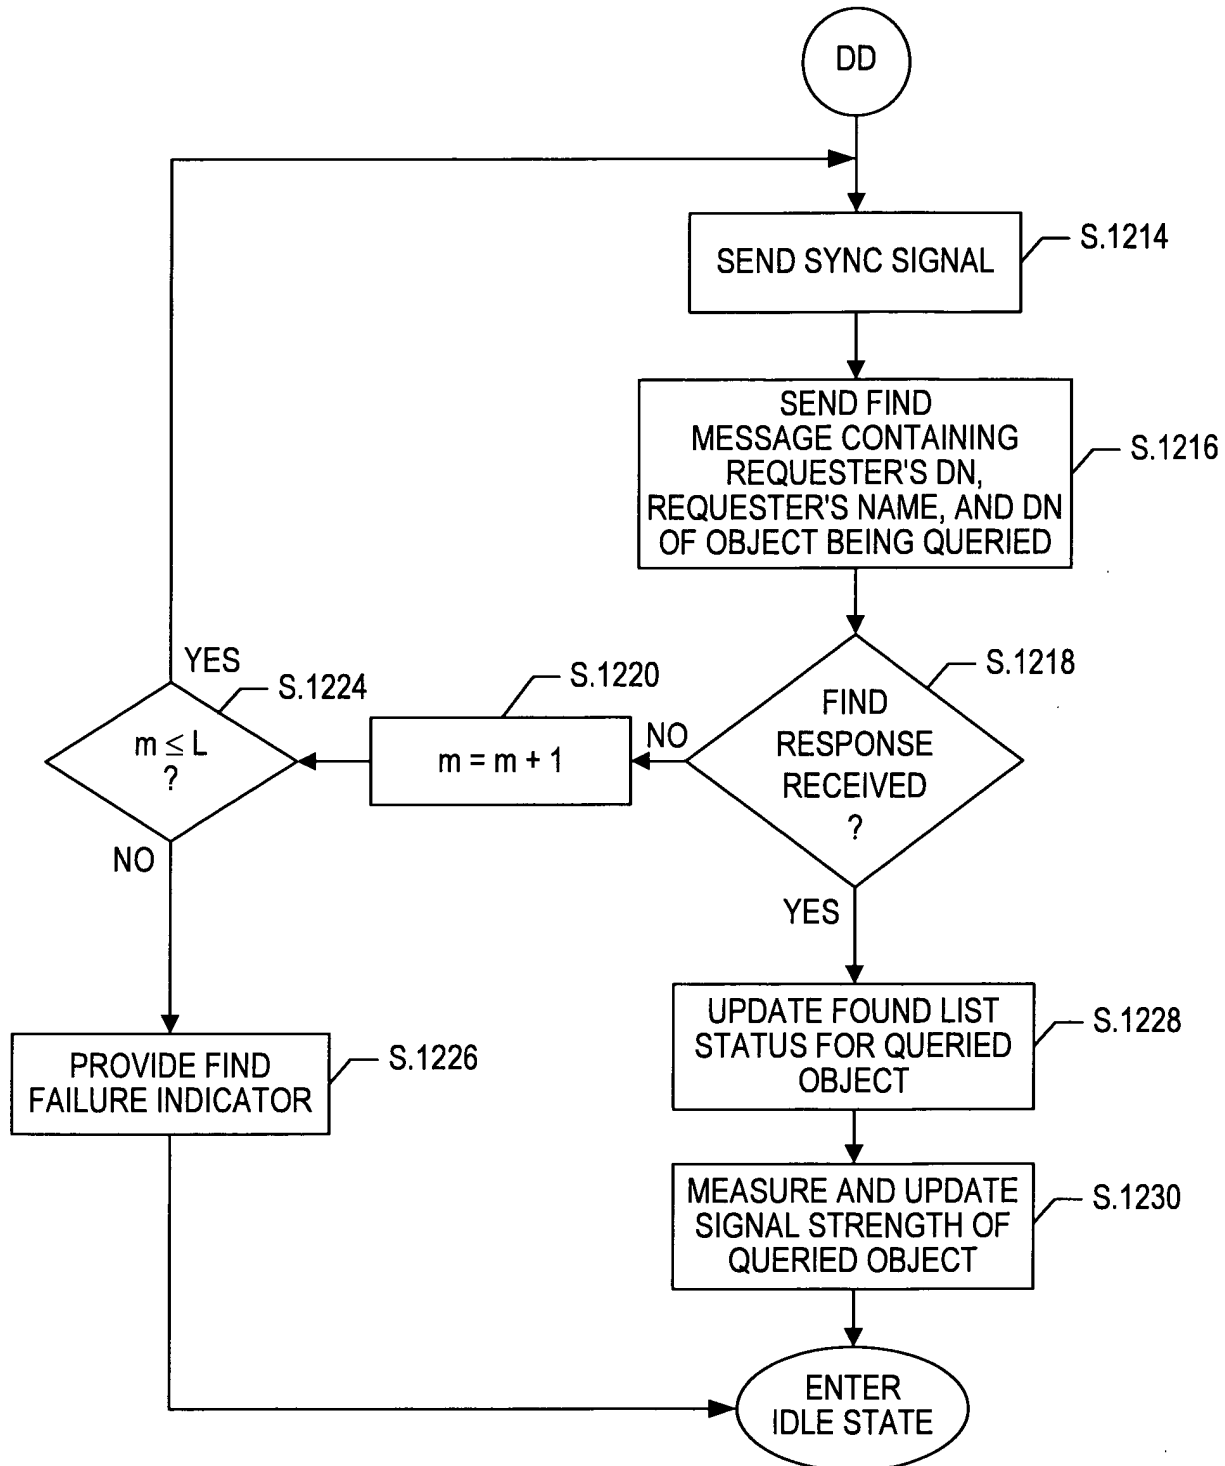 DD
SEND SYNC SIGNAL
S.1214
SEND FIND
MESSAGE CONTAINING
REQUESTER'S DN,
REQUESTER'S NAME, AND DN
OF OBJECT BEING QUERIED
S.1216
FIND
RESPONSE
RECEIVED
?
S.1218
NO
m = m + 1
S.1220
m ≤ L
?
S.1224
YES
NO
PROVIDE FIND
FAILURE INDICATOR
S.1226
YES
UPDATE FOUND LIST
STATUS FOR QUERIED
OBJECT
S.1228
MEASURE AND UPDATE
SIGNAL STRENGTH OF
QUERIED OBJECT
S.1230
ENTER
IDLE STATE